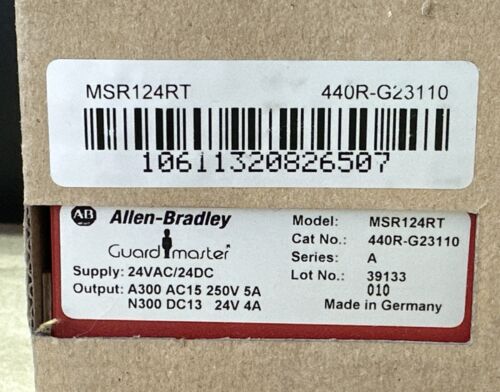 MSR124RT 440R-G23110
10611320826507
AB Allen-Bradley
Guardmaster
Supply: 24VAC/24DC
Output: A300 AC15 250V 5A
N300 DC13 24V 4A
Model: MSR124RT
Cat No.: 440R-G23110
Series: A
Lot No.: 39133
010
Made in Germany